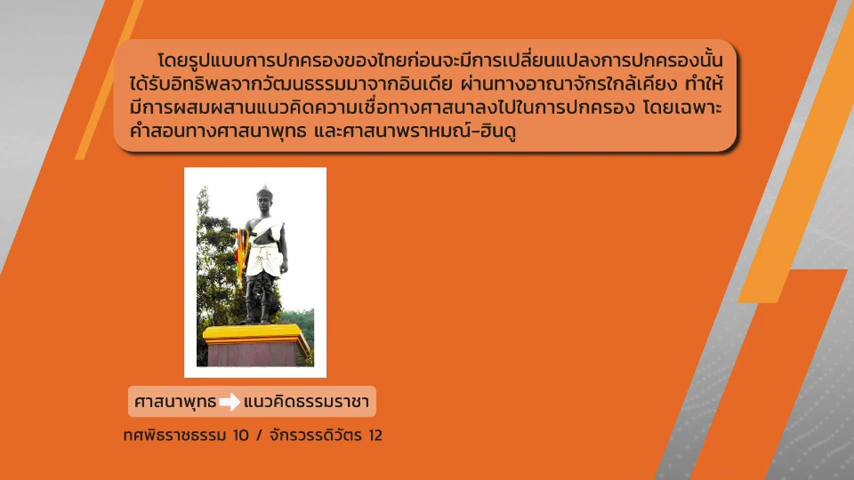 โดยรูปแบบการปกครองของไทยก่อนจะมีการเปลี่ยนแปลงการปกครองนั้น
ได้รับอิทธิพลจากวัฒนธรรมมาจากอินเดีย ผ่านทางอาณาจักรใกล้เคียง ทำให้
มีการผสมผสานแนวคิดความเชื่อทางศาสนาลงไปในการปกครอง โดยเฉพาะ
คำสอนทางศาสนาพุทธ และศาสนาพราหมณ์-ฮินดู
ศาสนาพุทธ แนวคิดธรรมราชา
ทศพิธราชธรรม 10 / จักรวรรดิวัตร 12